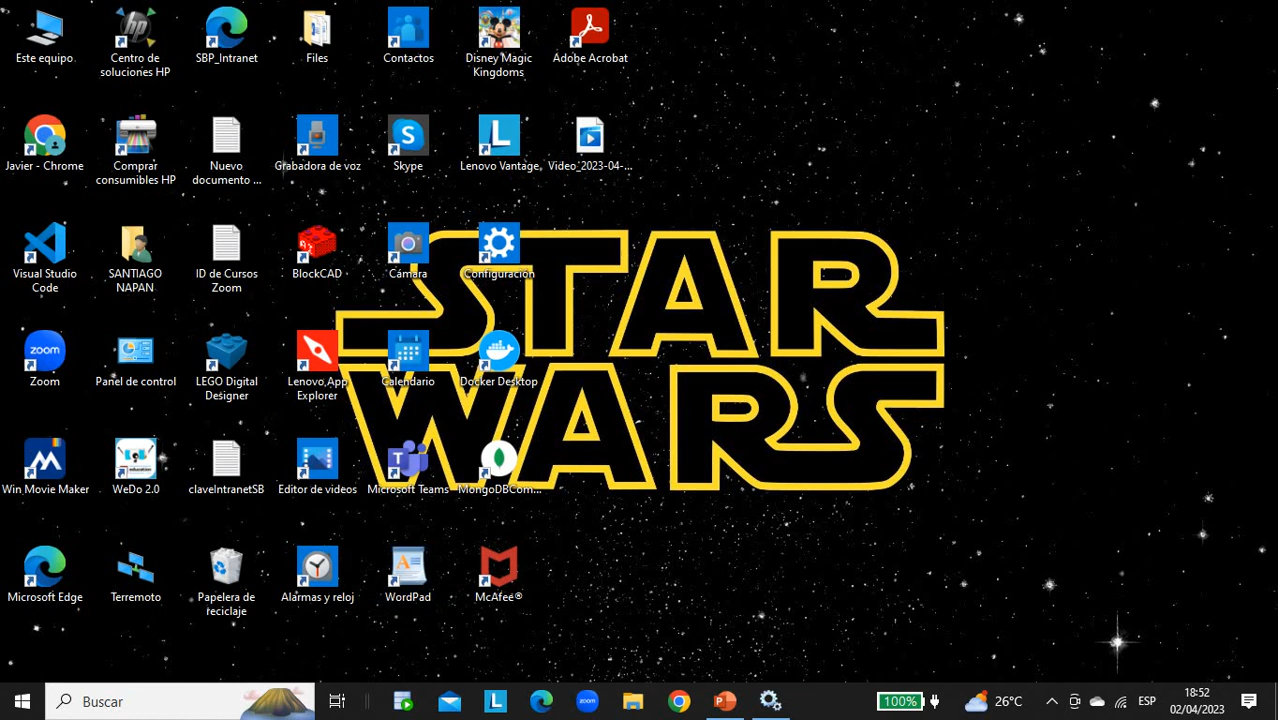 Este equipo
Centro de
soluciones HP
SBP_Intranet
Files
Contactos
Disney Magic
Kingdoms
Adobe Acrobat
Javier - Chrome
Comprar
consumibles HP
Nuevo
documento ...
Grabadora de voz
Skype
Lenovo Vantage
Video_2023-04-...
Visual Studio
Code
SANTIAGO
NAPAN
ID de Cursos
Zoom
BlockCAD
Cámara
Configuración
STAR
WARS
zoom
Zoom
Panel de control
LEGO Digital
Designer
Lenovo App
Explorer
Calendario
Docker Desktop
Win Movie Maker
WeDo 2.0
claveIntranetSB
Editor de videos
Microsoft Teams
MongoDBCom...
Microsoft Edge
Terremoto
Papelera de
reciclaje
Alarmas y reloj
WordPad
McAfee®
Buscar
100%
26°C
ESP
18:52
02/04/2023